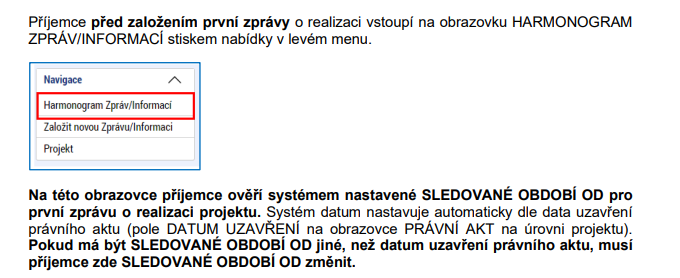 Příjemce před založením první zprávy o realizaci vstoupí na obrazovku HARMONOGRAM
ZPRÁV/INFORMACÍ stiskem nabídky v levém menu.
Navigace
Harmonogram Zpráv/Informací
Založit novou Zprávu/Informaci
Projekt
Na této obrazovce příjemce ověří systémem nastavené SLEDOVANÉ OBDOBÍ OD pro
první zprávu o realizaci projektu. Systém datum nastavuje automaticky dle data uzavření
právního aktu (pole DATUM UZAVŘENÍ na obrazovce PRÁVNÍ AKT na úrovni projektu).
Pokud má být SLEDOVANÉ OBDOBÍ OD jiné, než datum uzavření právního aktu, musí
příjemce zde SLEDOVANÉ OBDOBÍ OD změnit.